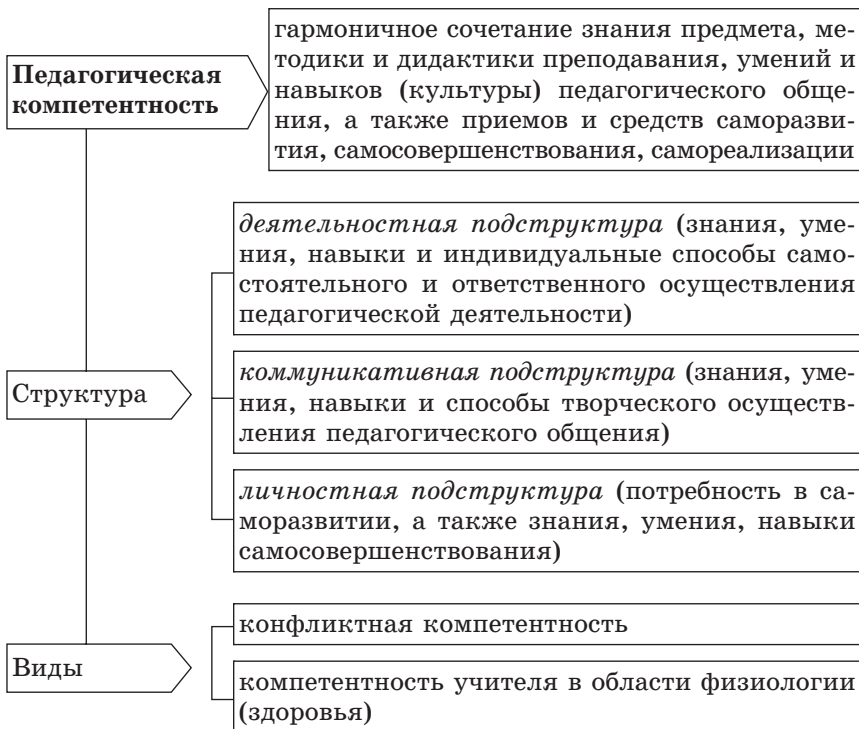 Педагогическая
компетентность
гармоничное сочетание знания предмета, ме-
тодики и дидактики преподавания, умений и
навыков (культуры) педагогического обще-
ния, а также приемов и средств саморазви-
тия, самосовершенствования, самореализации
Структура
деятельностная подструктура (знания, уме-
ния, навыки и индивидуальные способы само-
стоятельного и ответственного осуществления
педагогической деятельности)
коммуникативная подструктура (знания, уме-
ния, навыки и способы творческого осуществ-
ления педагогического общения)
личностная подструктура (потребность в са-
моразвитии, а также знания, умения, навыки
самосовершенствования)
Виды
конфликтная компетентность
компетентность учителя в области физиологии
(здоровья)